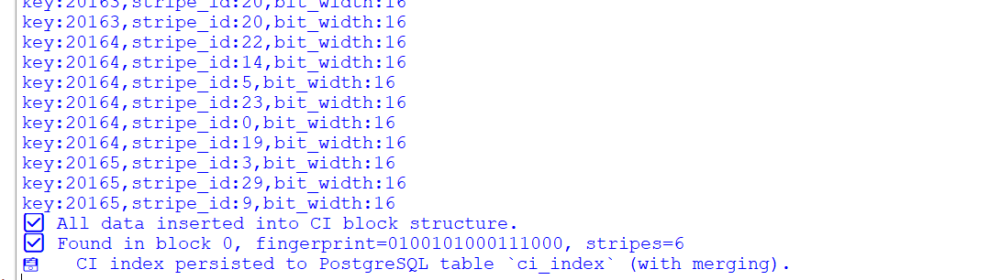 key:20163,stripe_id:20,bit_width:16
key:20163,stripe_id:20,bit_width:16
key:20164,stripe_id:22,bit_width:16
key:20164,stripe_id:14,bit_width:16
key:20164,stripe_id:5,bit_width:16
key:20164,stripe_id:23,bit_width:16
key:20164,stripe_id:0,bit_width:16
key:20164,stripe_id:19,bit_width:16
key:20165,stripe_id:3,bit_width:16
key:20165,stripe_id:29,bit_width:16
key:20165,stripe_id:9,bit_width:16
All data inserted into CI block structure.
Found in block 0, fingerprint=0100101000111000, stripes=6
CI index persisted to PostgreSQL table `ci_index` (with merging).